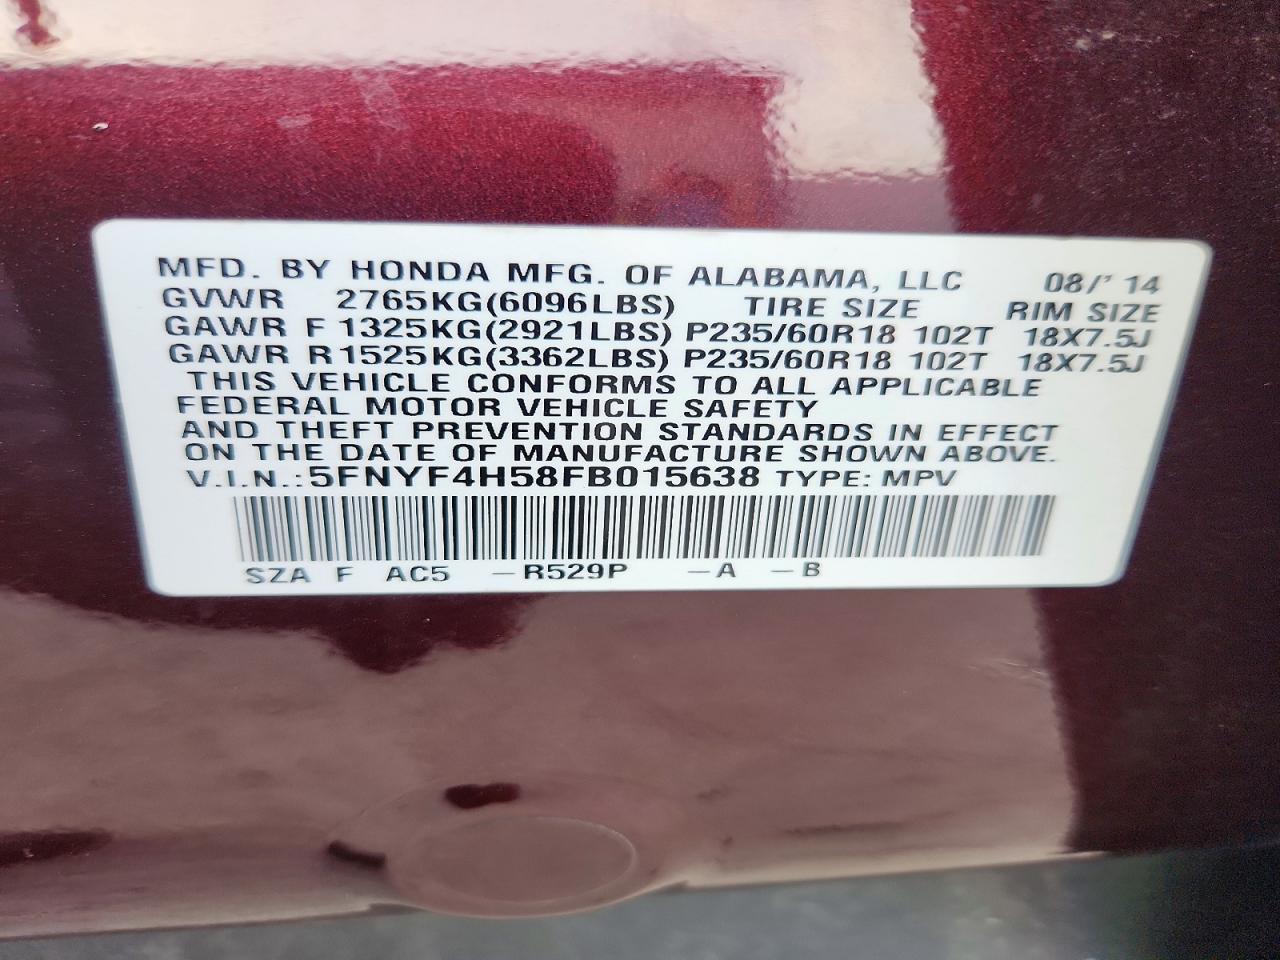 MFD. BY HONDA MFG. OF ALABAMA, LLC 08/' 14
GVWR 2765KG(6096LBS) TIRE SIZE RIM SIZE
GAWR F 1325KG(2921LBS) P235/60R18 102T 18X7.5J
GAWR R 1525KG(3362LBS) P235/60R18 102T 18X7.5J
THIS VEHICLE CONFORMS TO ALL APPLICABLE
FEDERAL MOTOR VEHICLE SAFETY
AND THEFT PREVENTION STANDARDS IN EFFECT
ON THE DATE OF MANUFACTURE SHOWN ABOVE.
V.I.N.: 5FNYF4H58FB015638 TYPE: MPV
SZA F AC5 –R529P –A –B